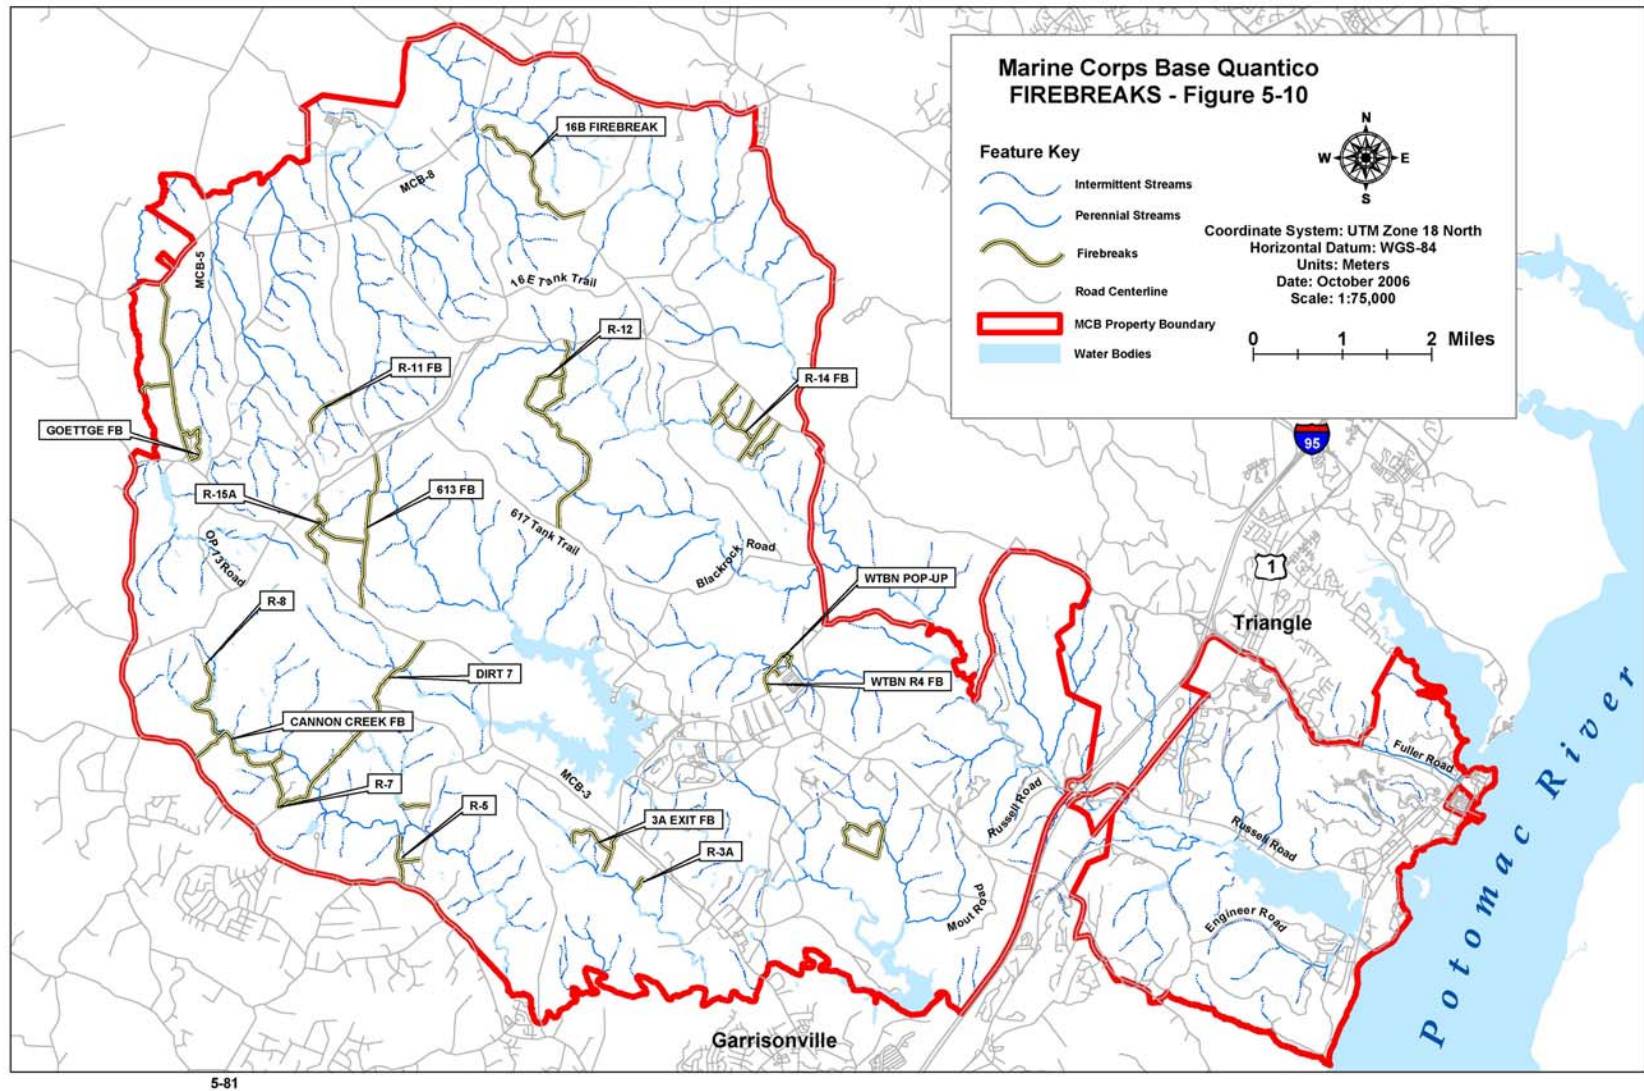 Marine Corps Base Quantico
FIREBREAKS - Figure 5-10
Feature Key
Intermittent Streams
Perennial Streams
Firebreaks
Road Centerline
MCB Property Boundary
Water Bodies
N
W
E
S
Coordinate System: UTM Zone 18 North
Horizontal Datum: WGS-84
Units: Meters
Date: October 2006
Scale: 1:75,000
0 1 2 Miles
16B FIREBREAK
MCB-8
MCB-5
16 E Tank Trail
R-12
R-11 FB
R-14 FB
GOETTGE FB
95
R-15A
613 FB
617 Tank Trail
OP-13 Road
Blackrock Road
WTBN POP-UP
1
R-8
Triangle
DIRT 7
WTBN R4 FB
CANNON CREEK FB
Fuller Road
MCB-3
R-7
R-5
Russell Road
3A EXIT FB
Russell Road
R-3A
Mout Road
Engineer Road
Potomac River
Garrisonville
5-81